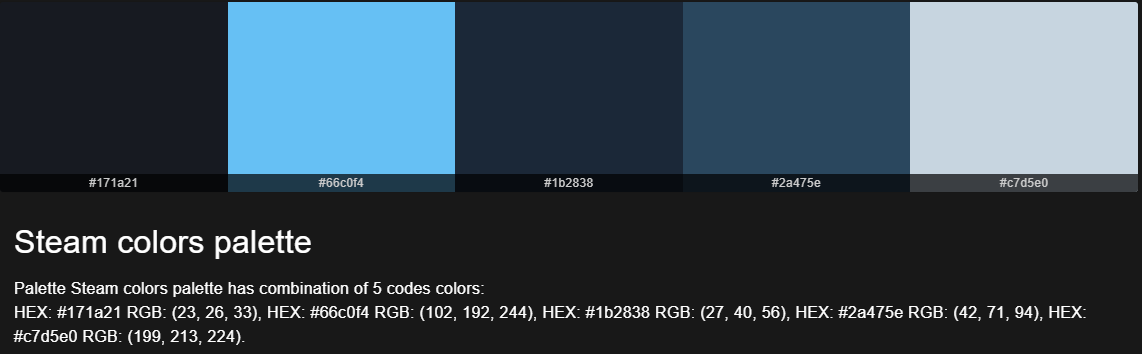 #171a21 #66c0f4 #1b2838 #2a475e #c7d5e0
Steam colors palette
Palette Steam colors palette has combination of 5 codes colors:
HEX: #171a21 RGB: (23, 26, 33), HEX: #66c0f4 RGB: (102, 192, 244), HEX: #1b2838 RGB: (27, 40, 56), HEX: #2a475e RGB: (42, 71, 94), HEX:
#c7d5e0 RGB: (199, 213, 224).